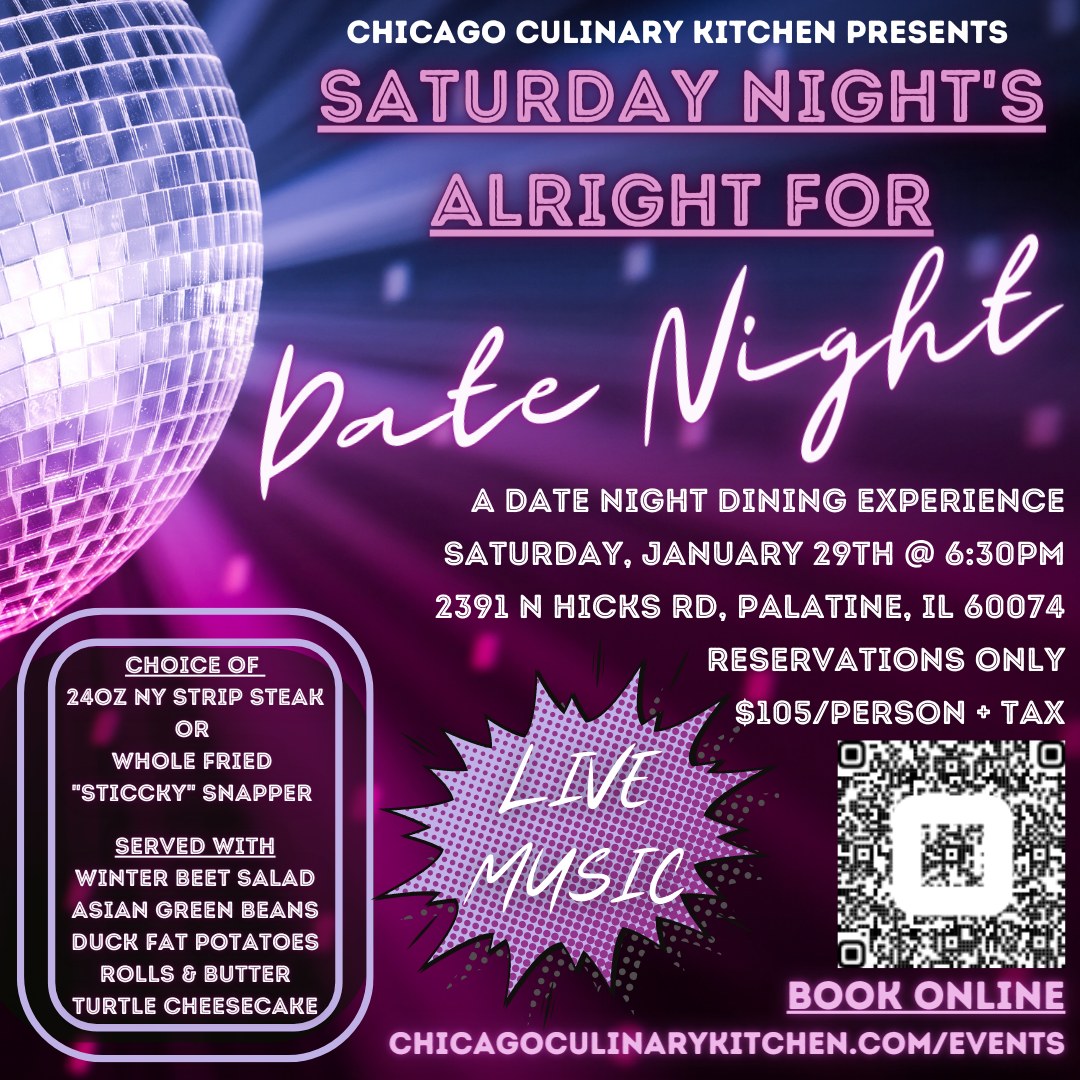 CHICAGO CULINARY KITCHEN PRESENTS
SATURDAY NIGHT'S
ALRIGHT FOR
Date Night
A DATE NIGHT DINING EXPERIENCE
SATURDAY, JANUARY 29TH @ 6:30PM
2391 N HICKS RD, PALATINE, IL 60074
RESERVATIONS ONLY
$105/PERSON + TAX
CHOICE OF
24OZ NY STRIP STEAK
OR
WHOLE FRIED
"STICCKY" SNAPPER
SERVED WITH
WINTER BEET SALAD
ASIAN GREEN BEANS
DUCK FAT POTATOES
ROLLS & BUTTER
TURTLE CHEESECAKE
LIVE
MUSIC
BOOK ONLINE
CHICAGOCULINARYKITCHEN.COM/EVENTS